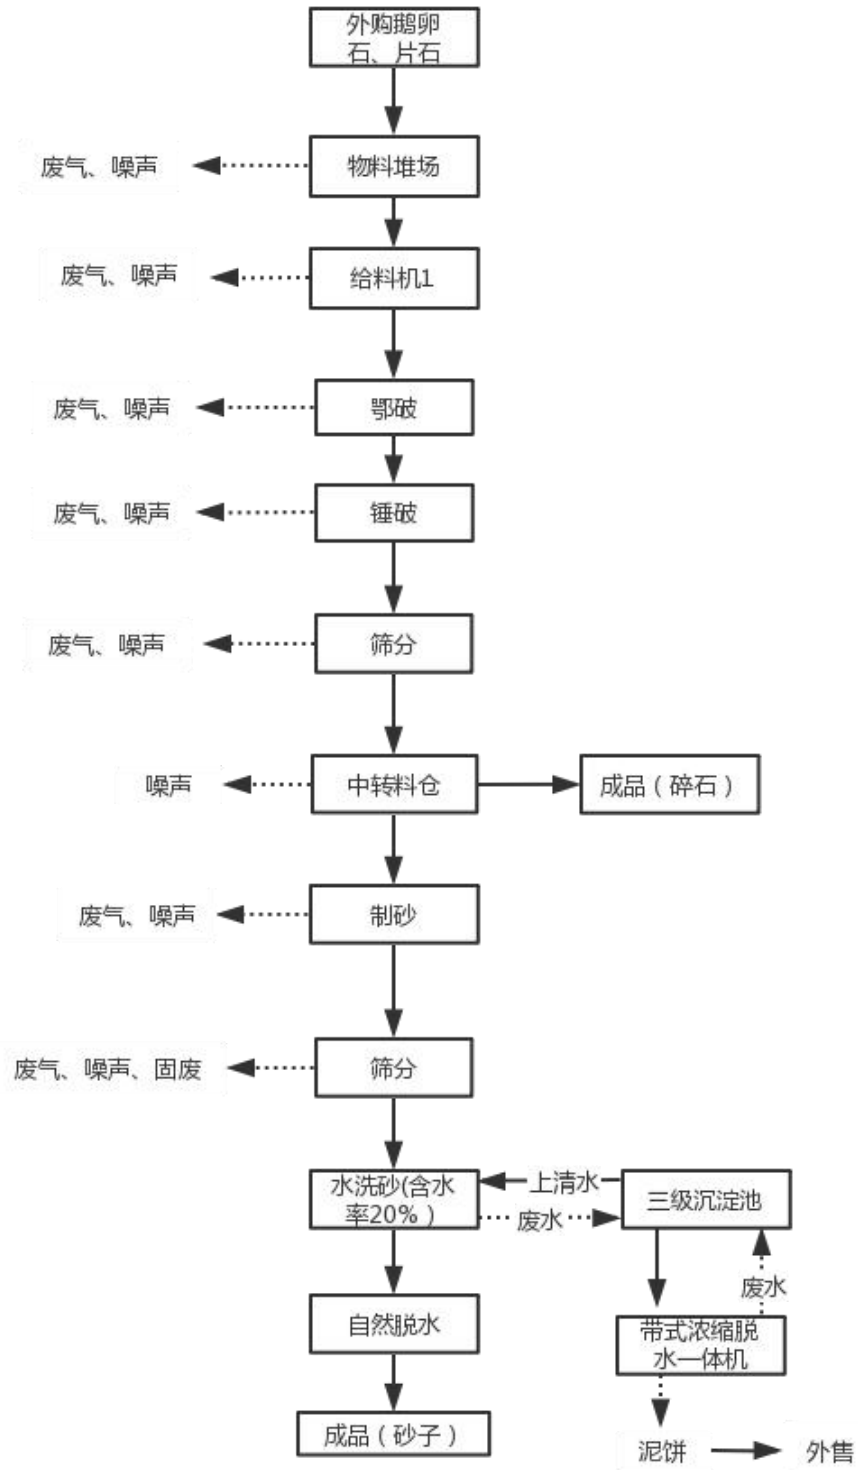 外购鹅卵
石、片石
废气、噪声
物料堆场
废气、噪声
给料机1
废气、噪声
鄂破
废气、噪声
锤破
废气、噪声
筛分
噪声
中转料仓
成品（碎石）
废气、噪声
制砂
废气、噪声、固废
筛分
水洗砂(含水
率20%）
上清水
废水
三级沉淀池
废水
自然脱水
带式浓缩脱
水一体机
成品（砂子）
泥饼
外售